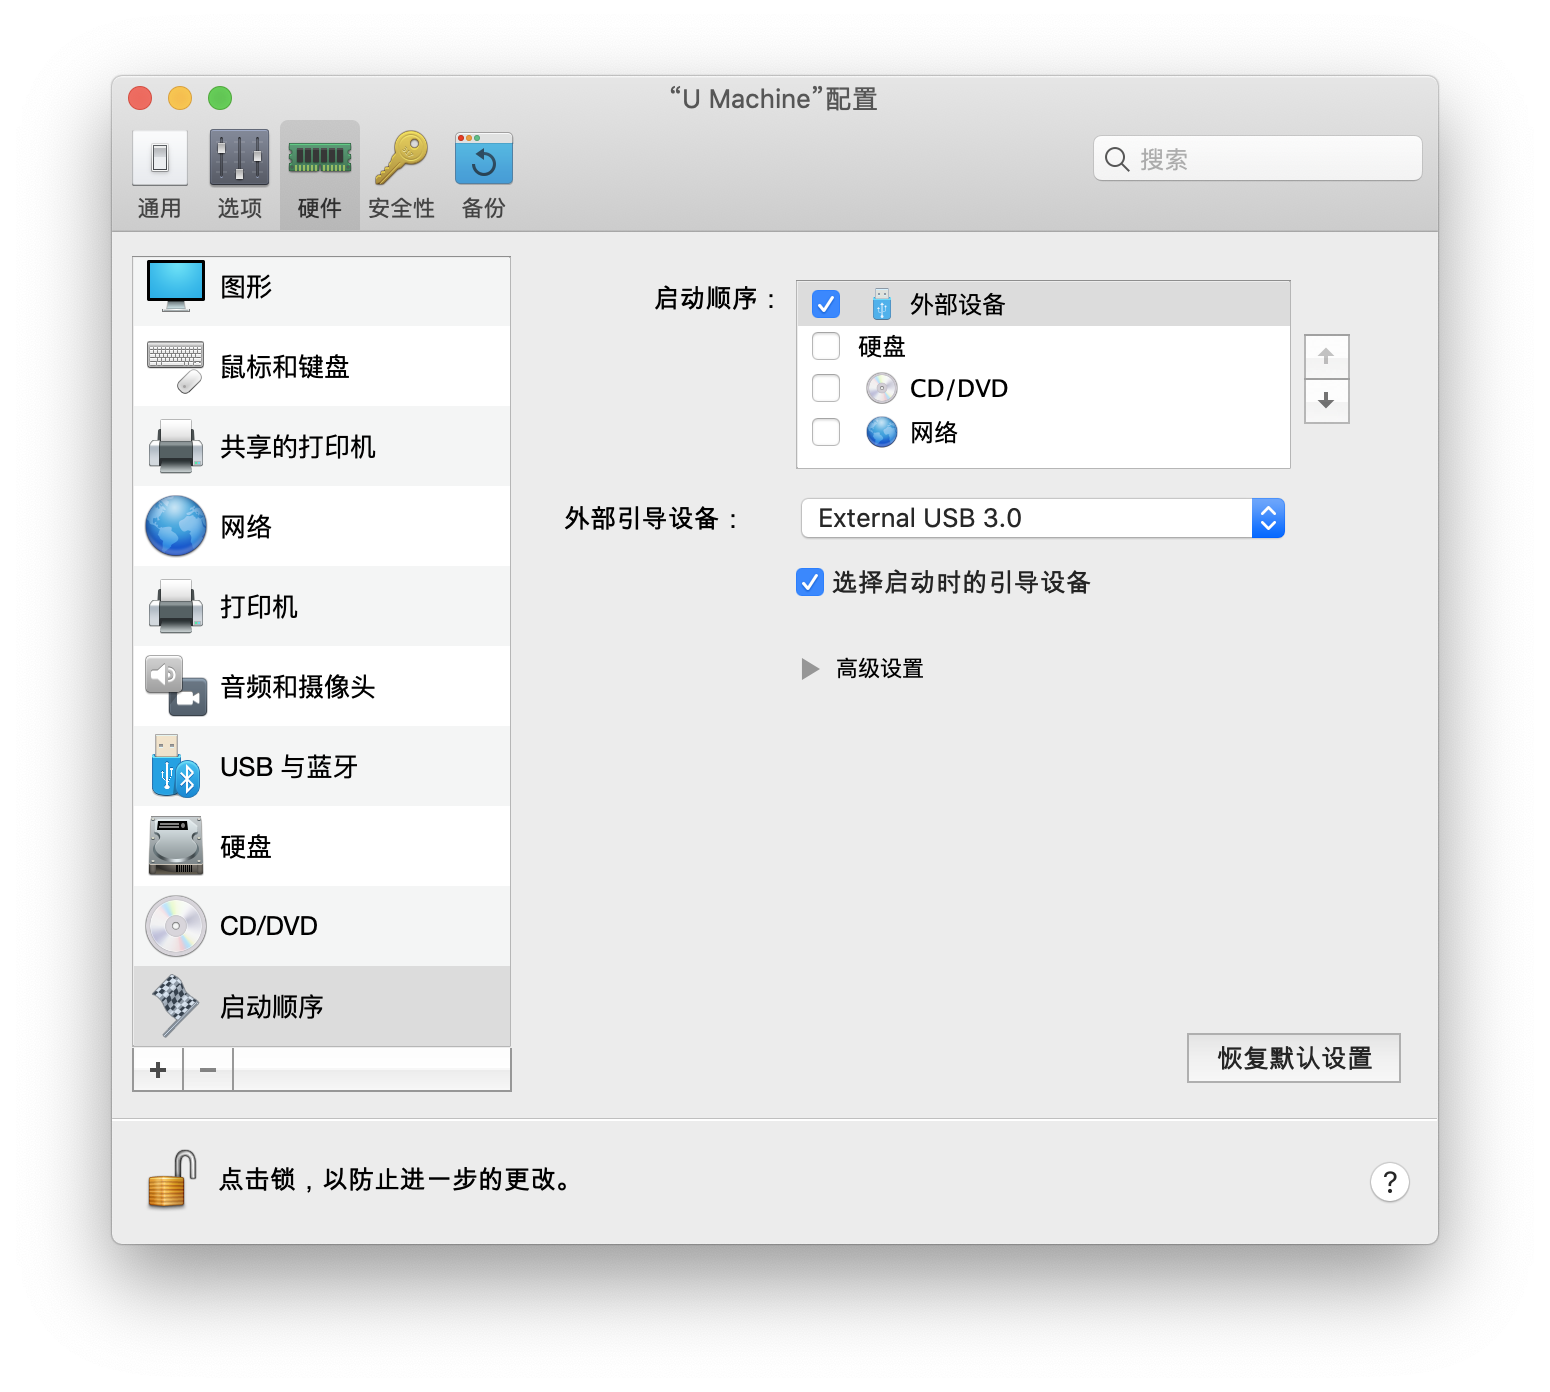 “U Machine”配置
通用
选项
硬件
安全性
备份
搜索
图形
鼠标和键盘
共享的打印机
网络
打印机
音频和摄像头
USB 与蓝牙
硬盘
CD/DVD
启动顺序
启动顺序：
外部设备
硬盘
CD/DVD
网络
外部引导设备：
External USB 3.0
选择启动时的引导设备
高级设置
恢复默认设置
点击锁，以防止进一步的更改。
?